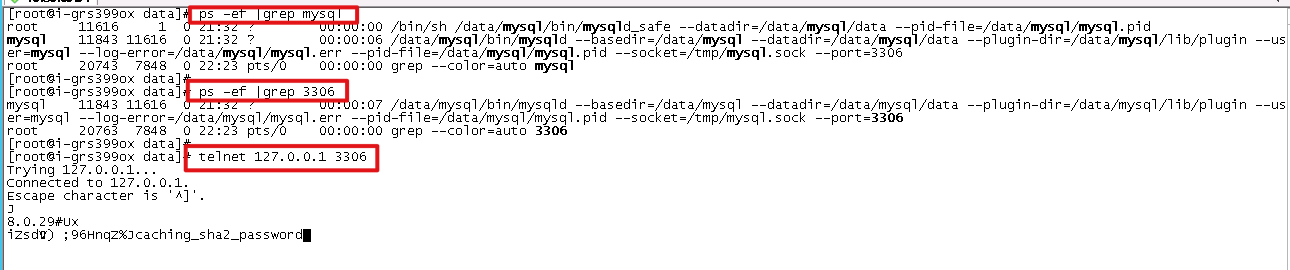 [root@i-grs399ox data]# ps -ef |grep mysql
root     11616     1  0 21:32 ?        00:00:00 /bin/sh /data/mysql/bin/mysqld_safe --datadir=/data/mysql/data --pid-file=/data/mysql/mysql.pid
mysql    11843 11616  0 21:32 ?        00:00:06 /data/mysql/bin/mysqld --basedir=/data/mysql --datadir=/data/mysql/data --plugin-dir=/data/mysql/lib/plugin --us
er=mysql --log-error=/data/mysql/mysql.err --pid-file=/data/mysql/mysql.pid --socket=/tmp/mysql.sock --port=3306
root     20743  7848  0 22:23 pts/0    00:00:00 grep --color=auto mysql
[root@i-grs399ox data]#
[root@i-grs399ox data]# ps -ef |grep 3306
mysql    11843 11616  0 21:32 ?        00:00:07 /data/mysql/bin/mysqld --basedir=/data/mysql --datadir=/data/mysql/data --plugin-dir=/data/mysql/lib/plugin --us
er=mysql --log-error=/data/mysql/mysql.err --pid-file=/data/mysql/mysql.pid --socket=/tmp/mysql.sock --port=3306
root     20763  7848  0 22:23 pts/0    00:00:00 grep --color=auto 3306
[root@i-grs399ox data]#
[root@i-grs399ox data]# telnet 127.0.0.1 3306
Trying 127.0.0.1...
Connected to 127.0.0.1.
Escape character is '^]'.
J
8.0.29#Ux
;96HnqZ%Jcaching_sha2_password